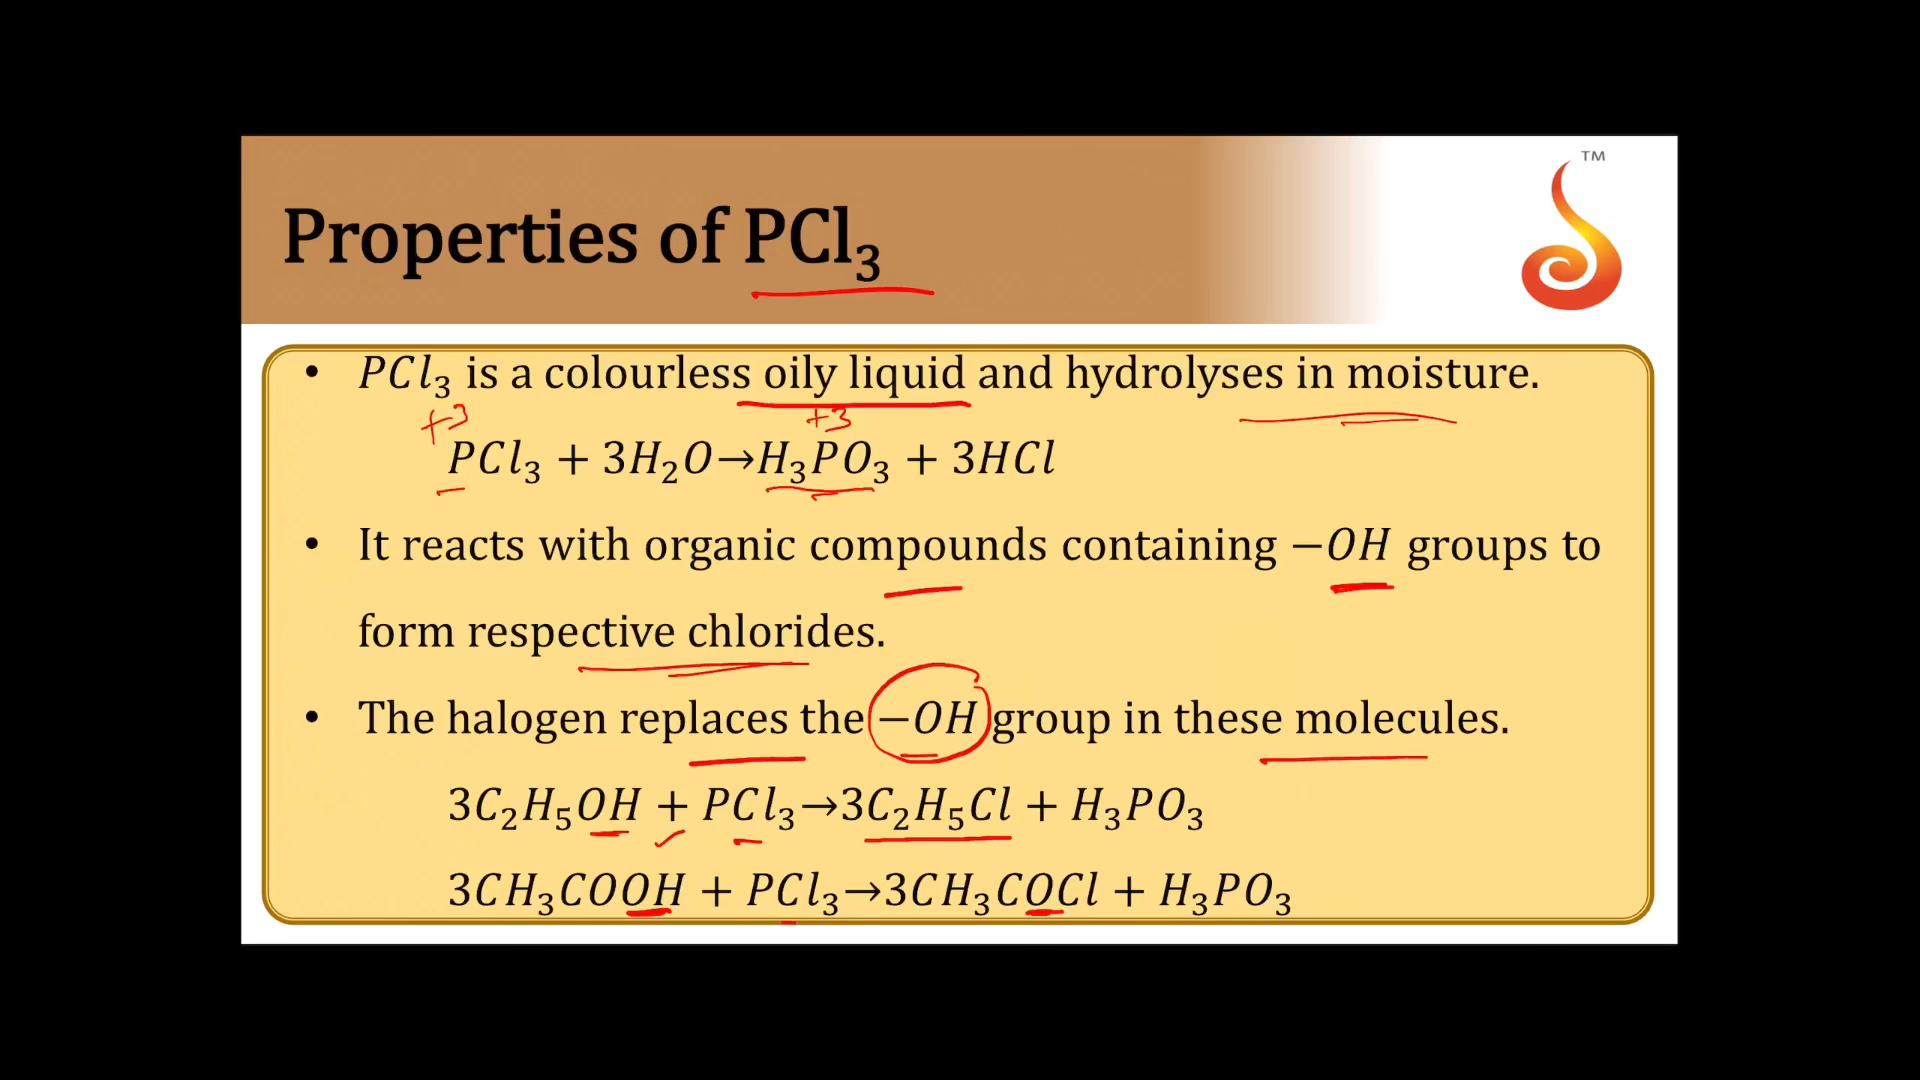 TM
Properties of PCl₃
• PCl₃ is a colourless oily liquid and hydrolyses in moisture.
+3 +3
PCl₃ + 3H₂O→H₃PO₃ + 3HCl
• It reacts with organic compounds containing −OH groups to
form respective chlorides.
• The halogen replaces the −OH group in these molecules.
3C₂H₅OH + PCl₃→3C₂H₅Cl + H₃PO₃
3CH₃COOH + PCl₃→3CH₃COCl + H₃PO₃